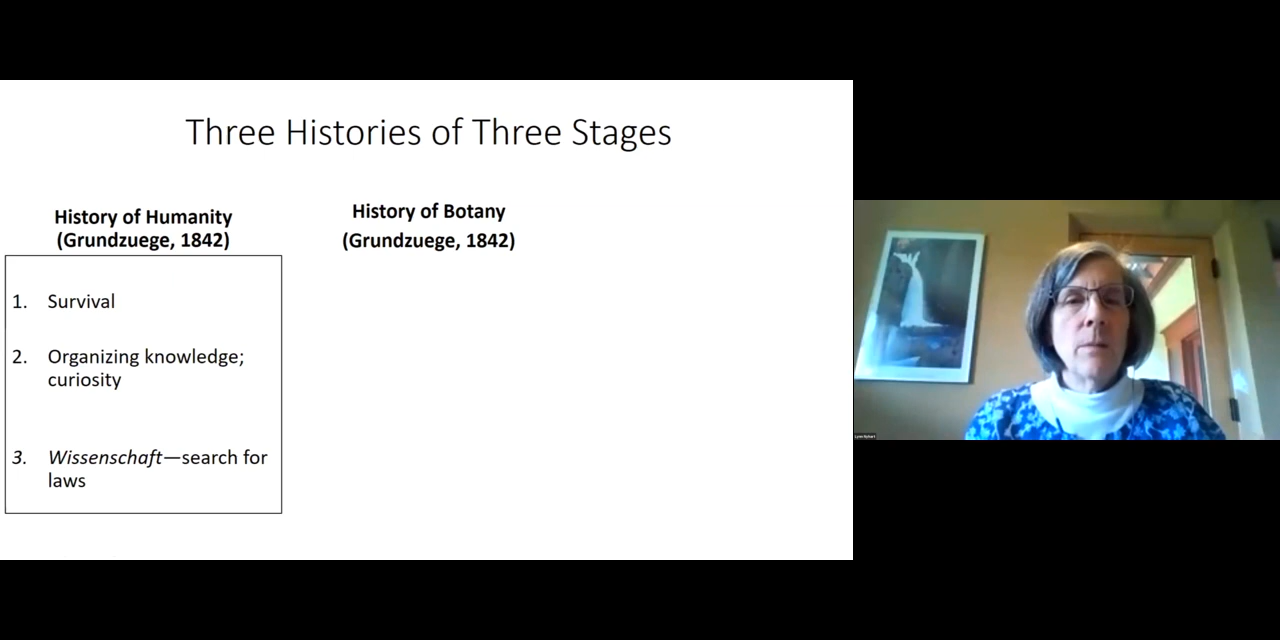 Three Histories of Three Stages
History of Humanity
(Grundzuege, 1842)
1. Survival
2. Organizing knowledge;
curiosity
3. Wissenschaft—search for
laws
History of Botany
(Grundzuege, 1842)